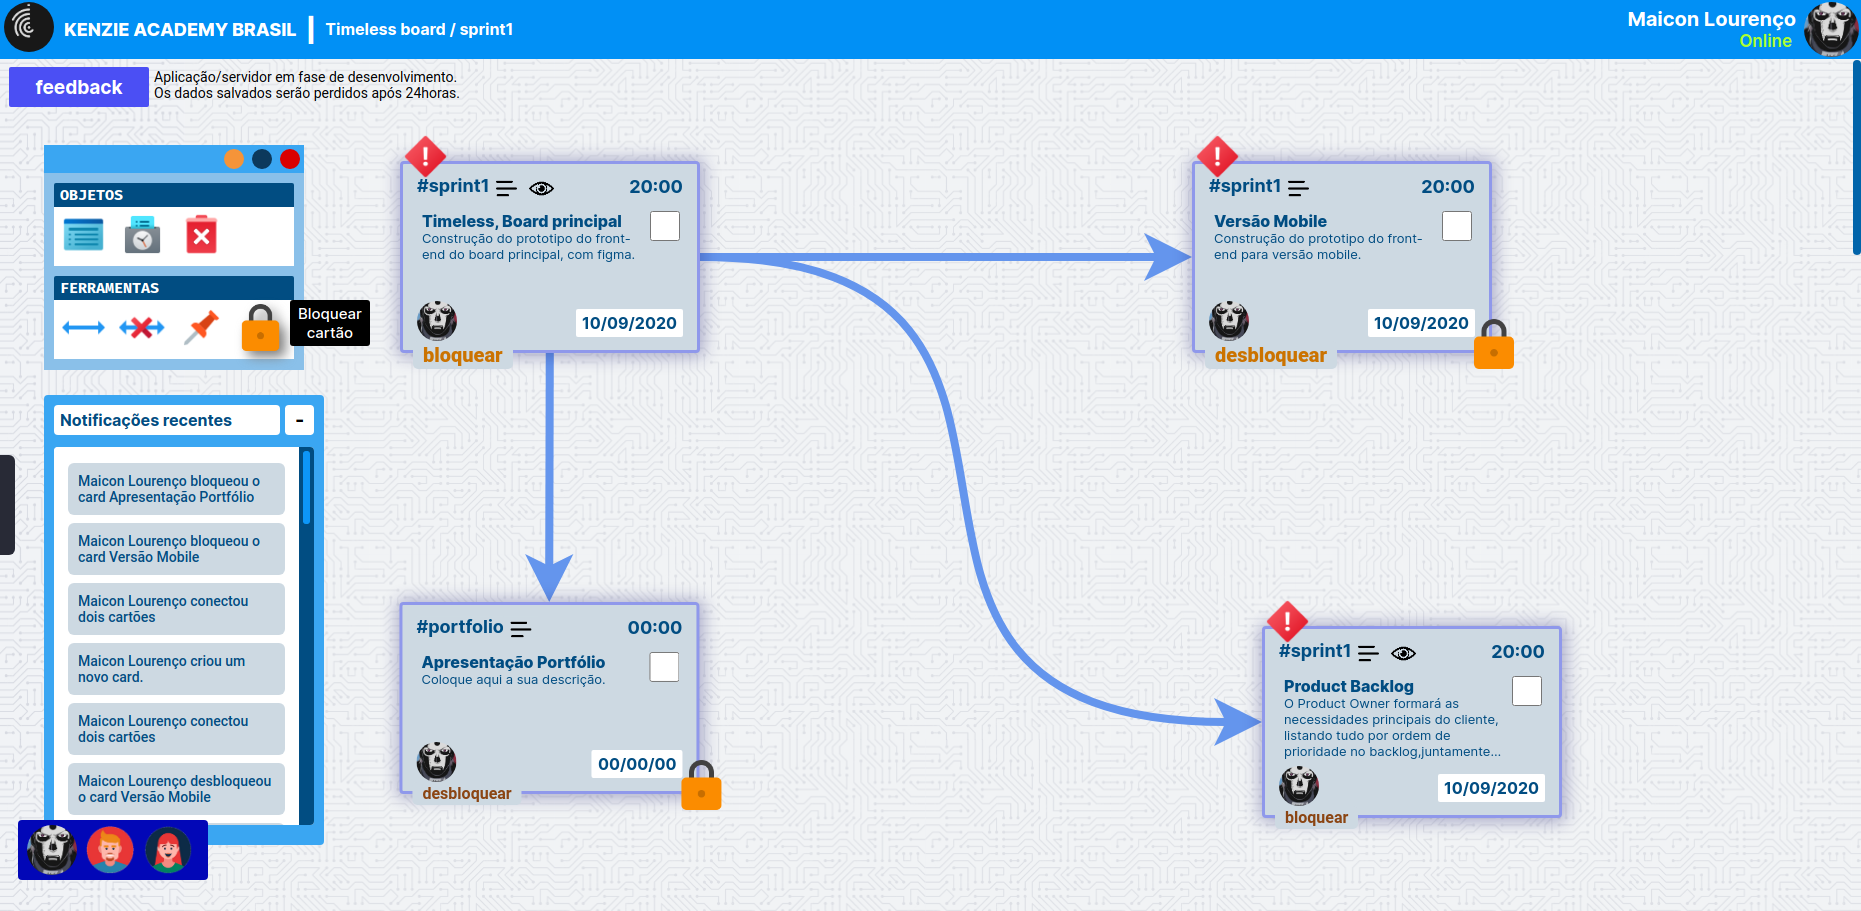 KENZIE ACADEMY BRASIL
Timeless board / sprint1
Maicon Lourenço
Online
feedback
Aplicação/servidor em fase de desenvolvimento.
Os dados salvados serão perdidos após 24horas.
OBJETOS
FERRAMENTAS
Bloquear
cartão
Notificações recentes
-
Maicon Lourenço bloqueou o
card Apresentação Portfólio
Maicon Lourenço bloqueou o
card Versão Mobile
Maicon Lourenço conectou
dois cartões
Maicon Lourenço criou um
novo card.
Maicon Lourenço conectou
dois cartões
Maicon Lourenço desbloqueou
o card Versão Mobile
#sprint1
20:00
Timeless, Board principal
Construção do prototipo do front-
end do board principal, com figma.
10/09/2020
bloquear
#sprint1
20:00
Versão Mobile
Construção do prototipo do front-
end para versão mobile.
10/09/2020
desbloquear
#portfolio
00:00
Apresentação Portfólio
Coloque aqui a sua descrição.
00/00/00
desbloquear
#sprint1
20:00
Product Backlog
O Product Owner formará as
necessidades principais do cliente,
listando tudo por ordem de
prioridade no backlog,juntamente...
10/09/2020
bloquear